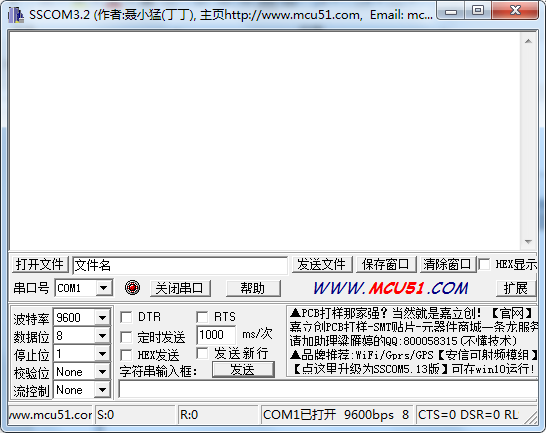 SSCOM3.2 (作者:聂小猛(丁丁), 主页http://www.mcu51.com,  Email: mc...
打开文件 文件名 发送文件 保存窗口 清除窗口 HEX显示
串口号 COM1 关闭串口 帮助 WWW.MCU51.COM 扩展
波特率 9600 DTR RTS
数据位 8 定时发送 1000 ms/次
停止位 1 HEX发送 发送新行
校验位 None 字符串输入框: 发送
流控制 None
▲PCB打样那家强？当然就是嘉立创!【官网】
嘉立创PCB打样-SMT贴片-元器件商城一条龙服务
请加助理梁雁婷的QQ:800058315(不懂技术)
▲品牌推荐:WiFi/Gprs/GPS【安信可射频模组】
【点这里升级为SSCOM5.13版】可在win10运行!
www.mcu51.com S:0 R:0 COM1已打开 9600bps 8 CTS=0 DSR=0 RL